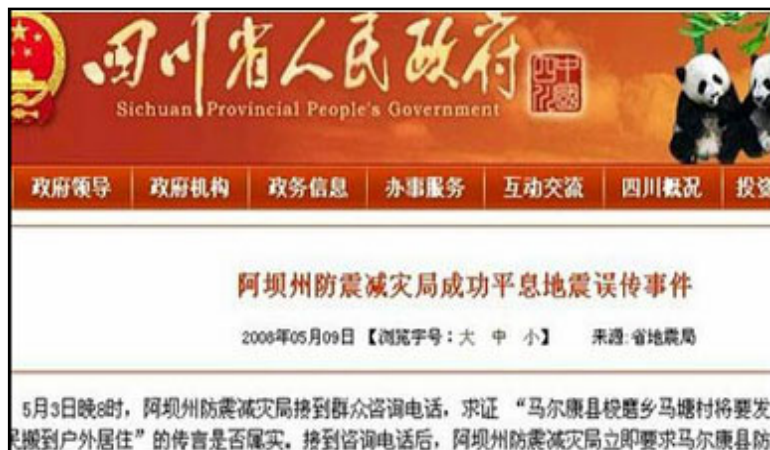 四川省人民政府
Sichuan Provincial People's Government
政府领导 政府机构 政务信息 办事服务 互动交流 四川概况 投资
阿坝州防震减灾局成功平息地震误传事件
2008年05月09日 【浏览字号：大 中 小】 来源:省地震局
5月3日晚8时，阿坝州防震减灾局接到群众咨询电话，求证 “马尔康县梭磨乡马塘村将要发
民搬到户外居住”的传言是否属实。接到咨询电话后，阿坝州防震减灾局立即要求马尔康县防